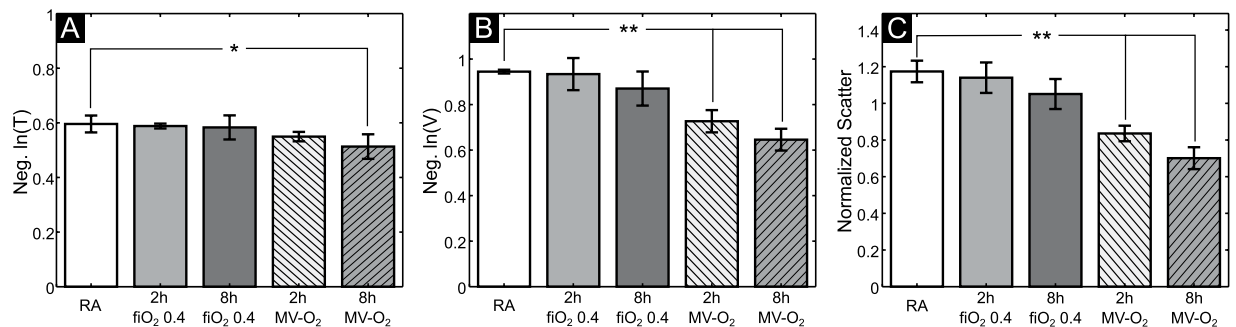 A
Neg. ln(T)
1
0.8
0.6
0.4
0.2
0
*
RA
2h
fiO₂ 0.4
8h
fiO₂ 0.4
2h
MV-O₂
8h
MV-O₂
B
Neg. ln(V)
1
0.8
0.6
0.4
0.2
0
**
RA
2h
fiO₂ 0.4
8h
fiO₂ 0.4
2h
MV-O₂
8h
MV-O₂
C
Normalized Scatter
1.4
1.2
1
0.8
0.6
0.4
0.2
0
**
RA
2h
fiO₂ 0.4
8h
fiO₂ 0.4
2h
MV-O₂
8h
MV-O₂